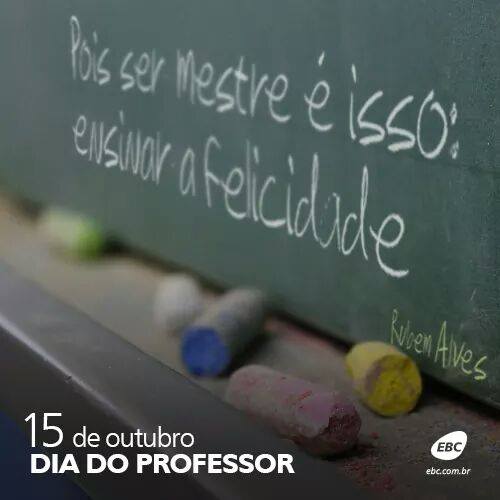 Pois ser mestre é isso:
ensinar a felicidade
Rubem Alves
15 de outubro
DIA DO PROFESSOR
EBC
ebc.com.br